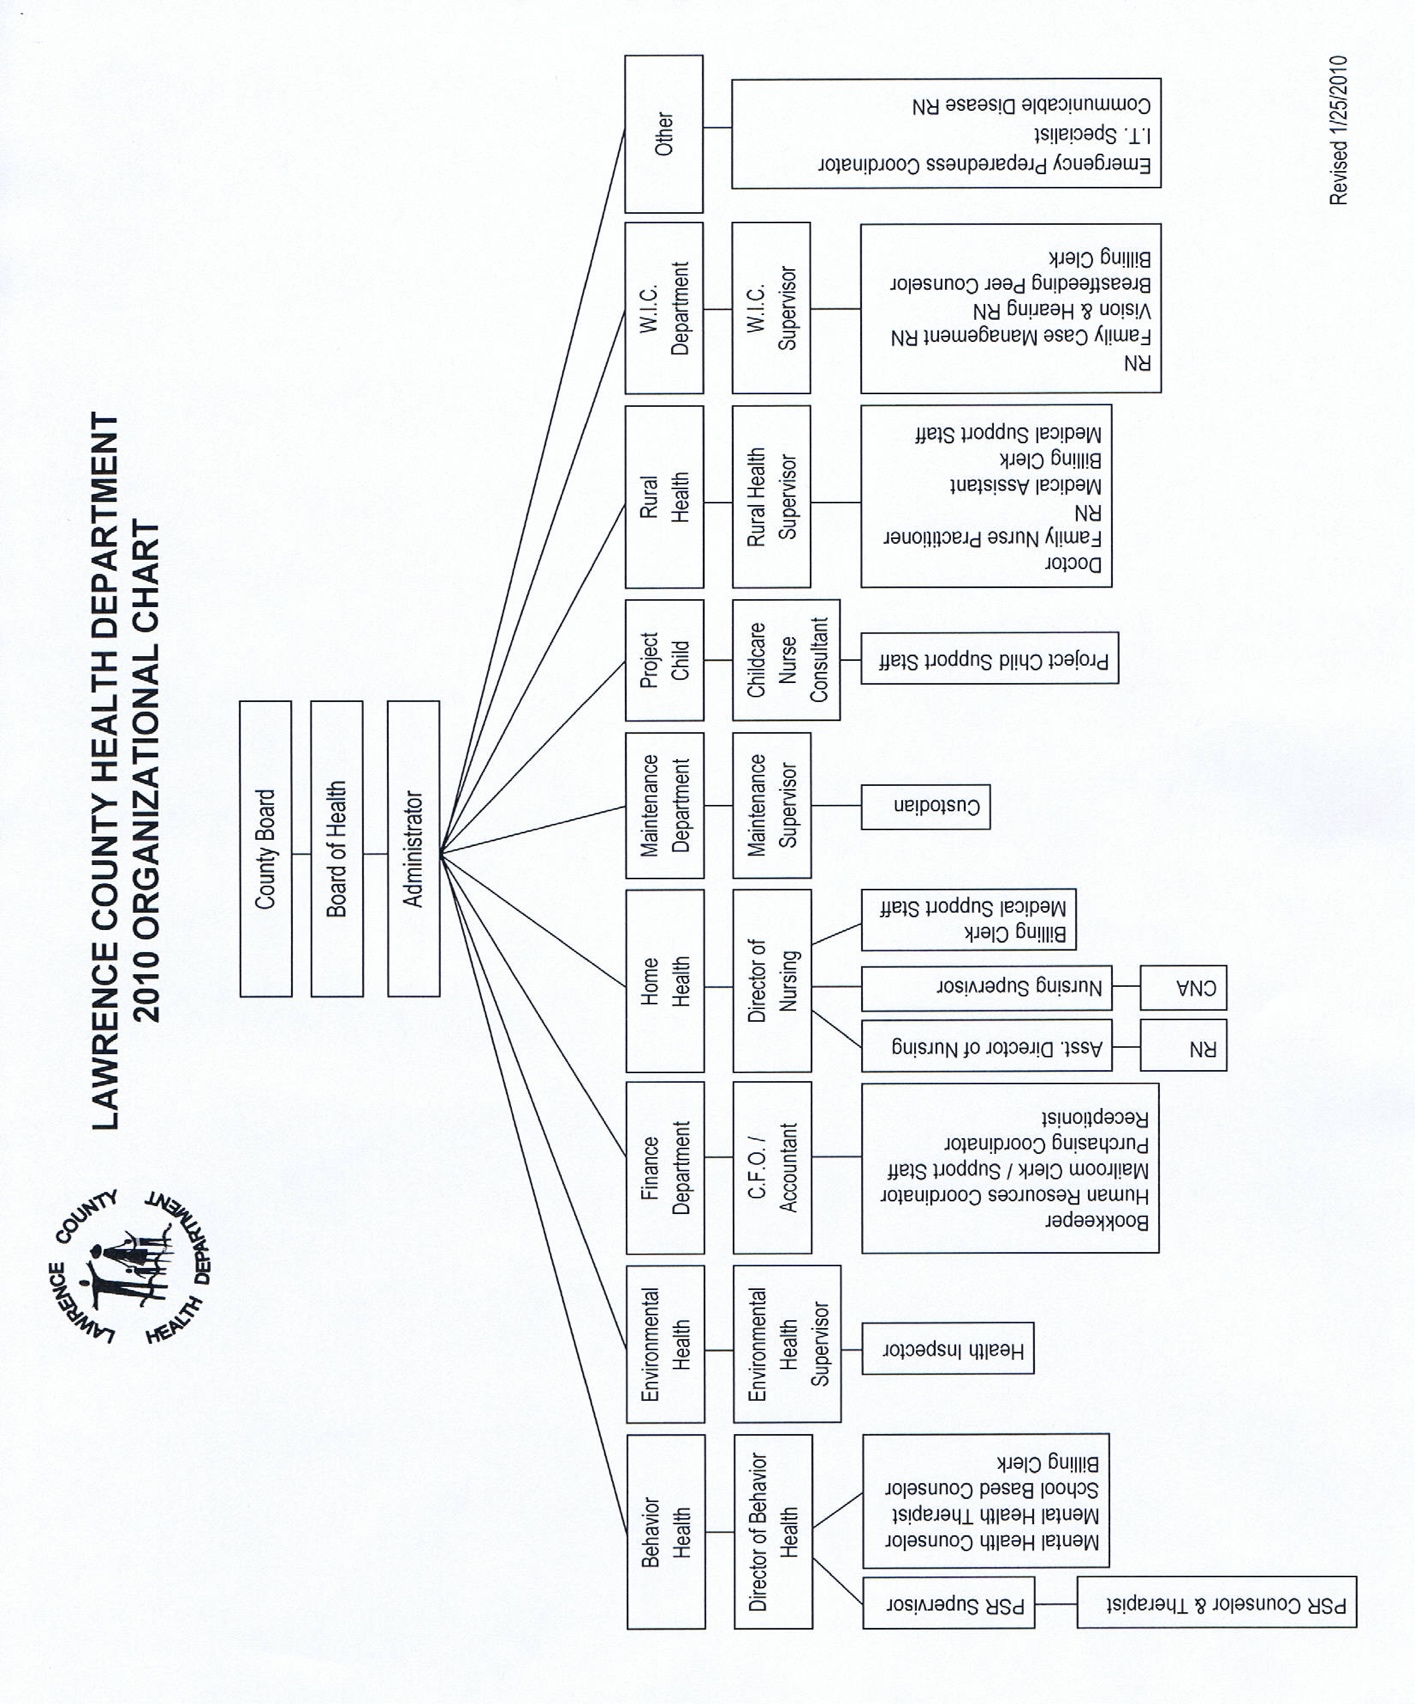 LAWRENCE COUNTY
HEALTH DEPARTMENT
LAWRENCE COUNTY HEALTH DEPARTMENT
2010 ORGANIZATIONAL CHART
County Board
Board of Health
Administrator
Behavior
Health
Environmental
Health
Finance
Department
Home
Health
Maintenance
Department
Project
Child
Rural
Health
W.I.C.
Department
Other
Director of Behavior
Health
Environmental
Health
Supervisor
C.F.O. /
Accountant
Director of
Nursing
Maintenance
Supervisor
Childcare
Nurse
Consultant
Rural Health
Supervisor
W.I.C.
Supervisor
PSR Supervisor
PSR Counselor & Therapist
Mental Health Counselor
Mental Health Therapist
School Based Counselor
Billing Clerk
Health Inspector
Bookkeeper
Human Resources Coordinator
Mailroom Clerk / Support Staff
Purchasing Coordinator
Receptionist
Asst. Director of Nursing
RN
Nursing Supervisor
CNA
Billing Clerk
Medical Support Staff
Custodian
Project Child Support Staff
Doctor
Family Nurse Practitioner
RN
Medical Assistant
Billing Clerk
Medical Support Staff
RN
Family Case Management RN
Vision & Hearing RN
Breastfeeding Peer Counselor
Billing Clerk
Emergency Preparedness Coordinator
I.T. Specialist
Communicable Disease RN
Revised 1/25/2010